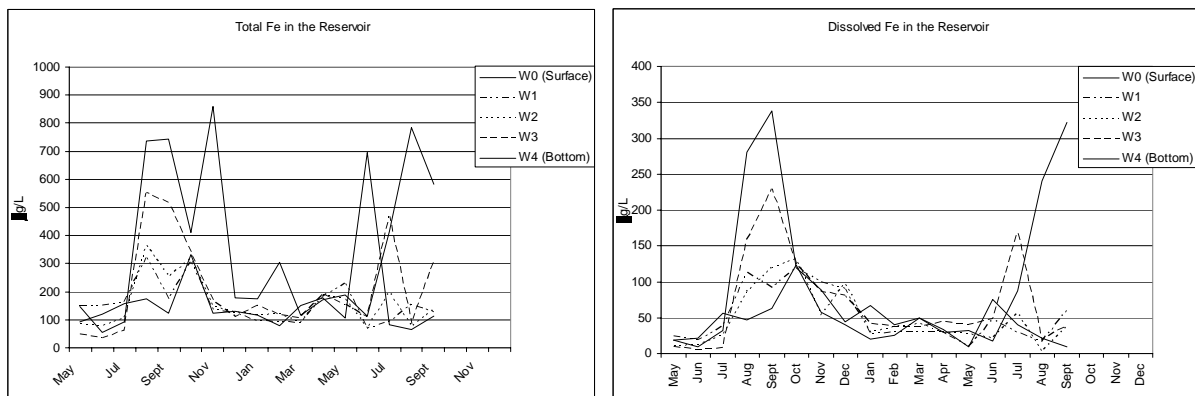 Total Fe in the Reservoir
1000
900
800
700
600
500
400
300
200
100
0
g/L
May
Jul
Sept
Nov
Jan
Mar
May
Jul
Sept
Nov
W0 (Surface)
W1
W2
W3
W4 (Bottom)
Dissolved Fe in the Reservoir
400
350
300
250
200
150
100
50
0
g/L
May
Jun
Jul
Aug
Sept
Oct
Nov
Dec
Jan
Feb
Mar
Apr
May
Jun
Jul
Aug
Sept
Oct
Nov
Dec
W0 (Surface)
W1
W2
W3
W4 (Bottom)